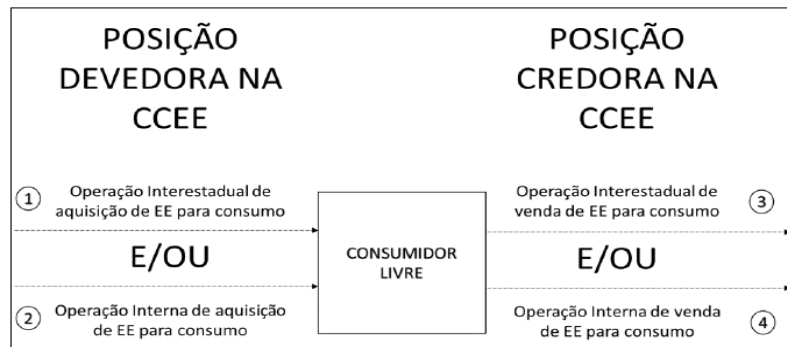 POSIÇÃO
DEVEDORA NA
CCEE
POSIÇÃO
CREDORA NA
CCEE
1 Operação Interestadual de
aquisição de EE para consumo
E/OU
2 Operação Interna de aquisição
de EE para consumo
CONSUMIDOR
LIVRE
Operação Interestadual de 3
venda de EE para consumo
E/OU
Operação Interna de venda 4
de EE para consumo